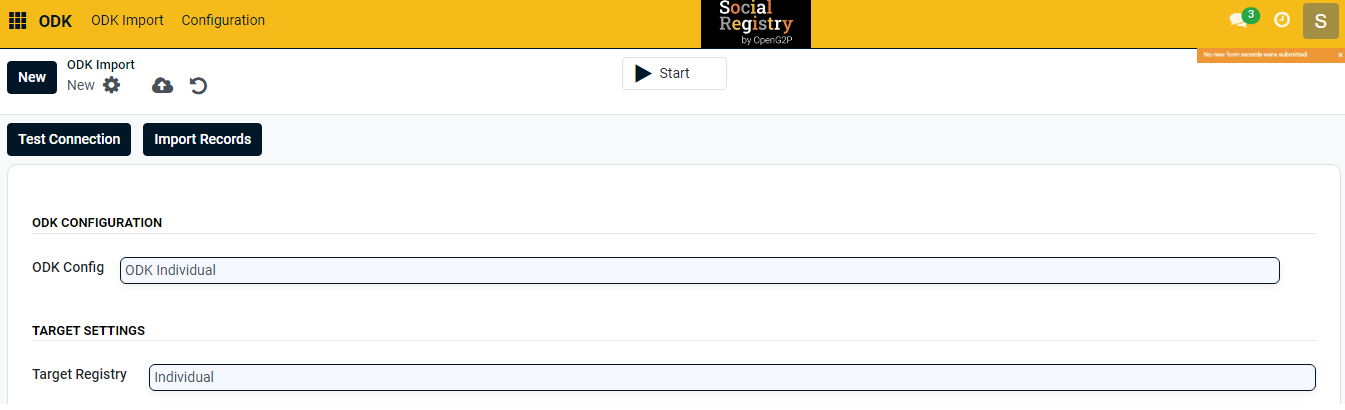 ODK ODK Import Configuration
Social
Registry
by OpenG2P
3
S
No new form records were submitted.
New
ODK Import
New
Start
Test Connection
Import Records
ODK CONFIGURATION
ODK Config
ODK Individual
TARGET SETTINGS
Target Registry
Individual